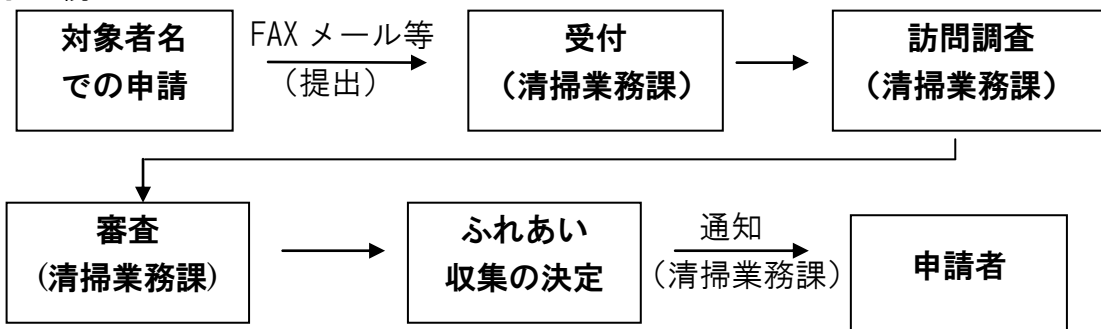 対象者名
での申請
FAX メール等
（提出）
受付
（清掃業務課）
訪問調査
（清掃業務課）
審査
(清掃業務課)
ふれあい
収集の決定
通知
（清掃業務課）
申請者